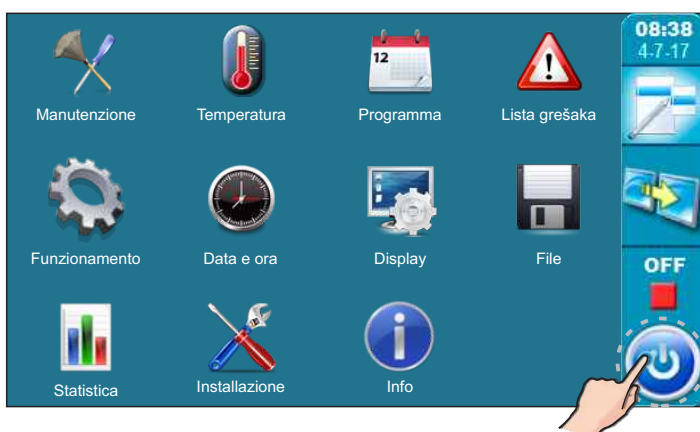 08:38
4-7-17
12
Manutenzione
Temperatura
Programma
Lista grešaka
Funzionamento
Data e ora
Display
File
OFF
Statistica
Installazione
Info